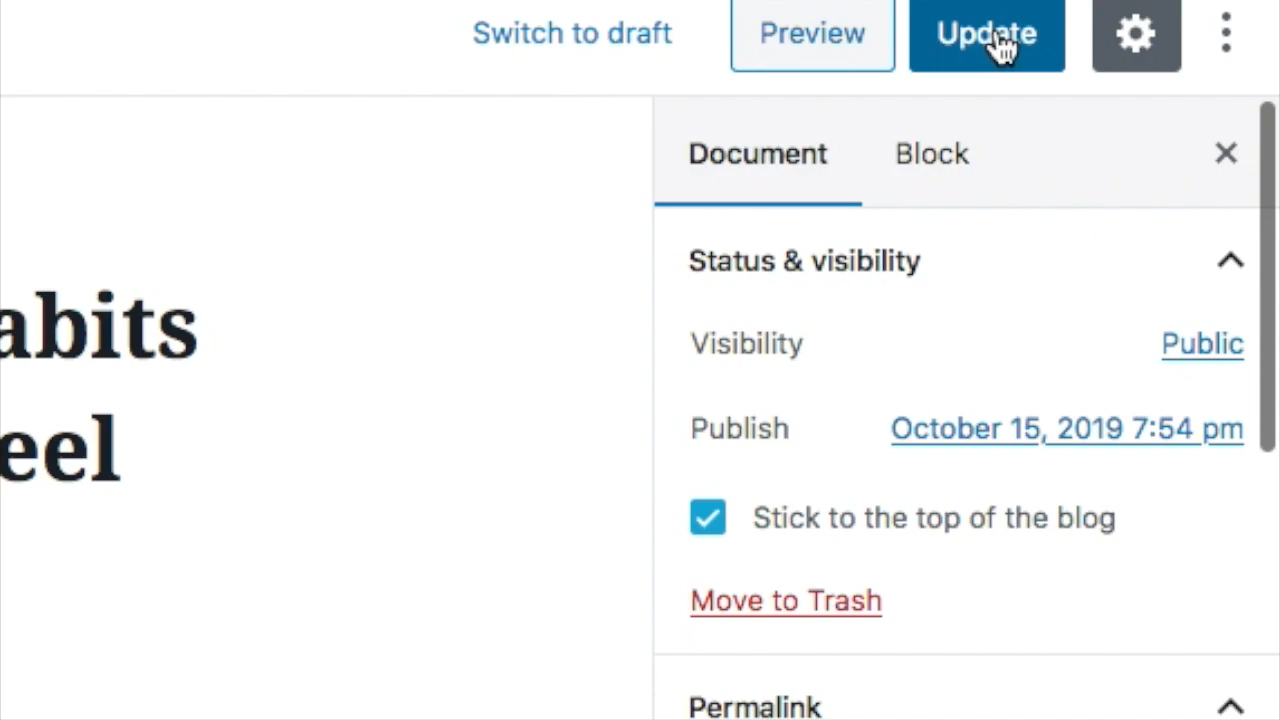 Switch to draft Preview Update
Document Block
Status & visibility
Visibility Public
Publish October 15, 2019 7:54 pm
Stick to the top of the blog
Move to Trash
Permalink
abits
eel